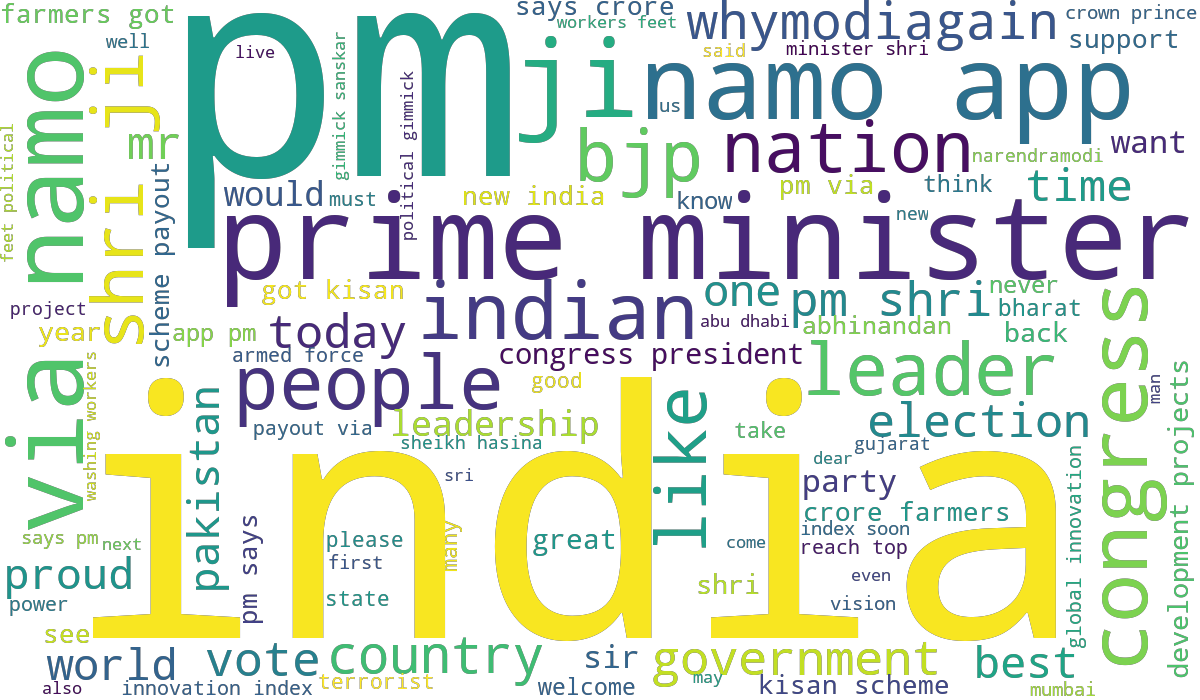 farmers got
says crore
workers feet
crown prince
well
live
pm
ji
whymodiagain
said
minister shri
support
via namo
shri ji
mr
gimmick sanskar
political gimmick
namo app
us
feet political
scheme payout
bjp
nation
want
narendramodi
would
must
new india
know
pm via
think
time
prime minister
new
project
got kisan
indian
one
pm shri
never
bharat
year
app pm
today
abu dhabi
abhinandan
back
congress
armed force
congress president
people
good
leader
man
washing workers
pakistan
payout via
leadership
sheikh hasina
like
take
election
gujarat
development projects
india
sri
dear
party
crore farmers
global innovation
says pm
next
pm says
please
first
many
great
come
index soon
reach top
proud
power
state
shri
even
vision
see
world
vote
country
sir
government
best
also
innovation index
terrorist
welcome
may
kisan scheme
mumbai